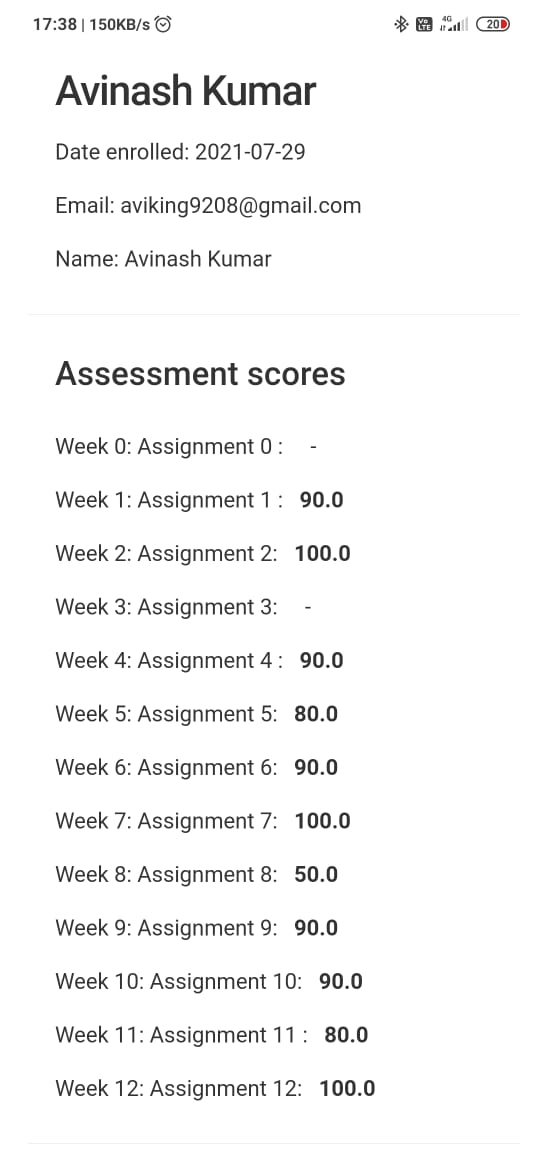 17:38 | 150KB/s
Vo LTE 4G 20
Avinash Kumar
Date enrolled: 2021-07-29
Email: aviking9208@gmail.com
Name: Avinash Kumar
Assessment scores
Week 0: Assignment 0 : -
Week 1: Assignment 1 : 90.0
Week 2: Assignment 2: 100.0
Week 3: Assignment 3: -
Week 4: Assignment 4 : 90.0
Week 5: Assignment 5: 80.0
Week 6: Assignment 6: 90.0
Week 7: Assignment 7: 100.0
Week 8: Assignment 8: 50.0
Week 9: Assignment 9: 90.0
Week 10: Assignment 10: 90.0
Week 11: Assignment 11 : 80.0
Week 12: Assignment 12: 100.0